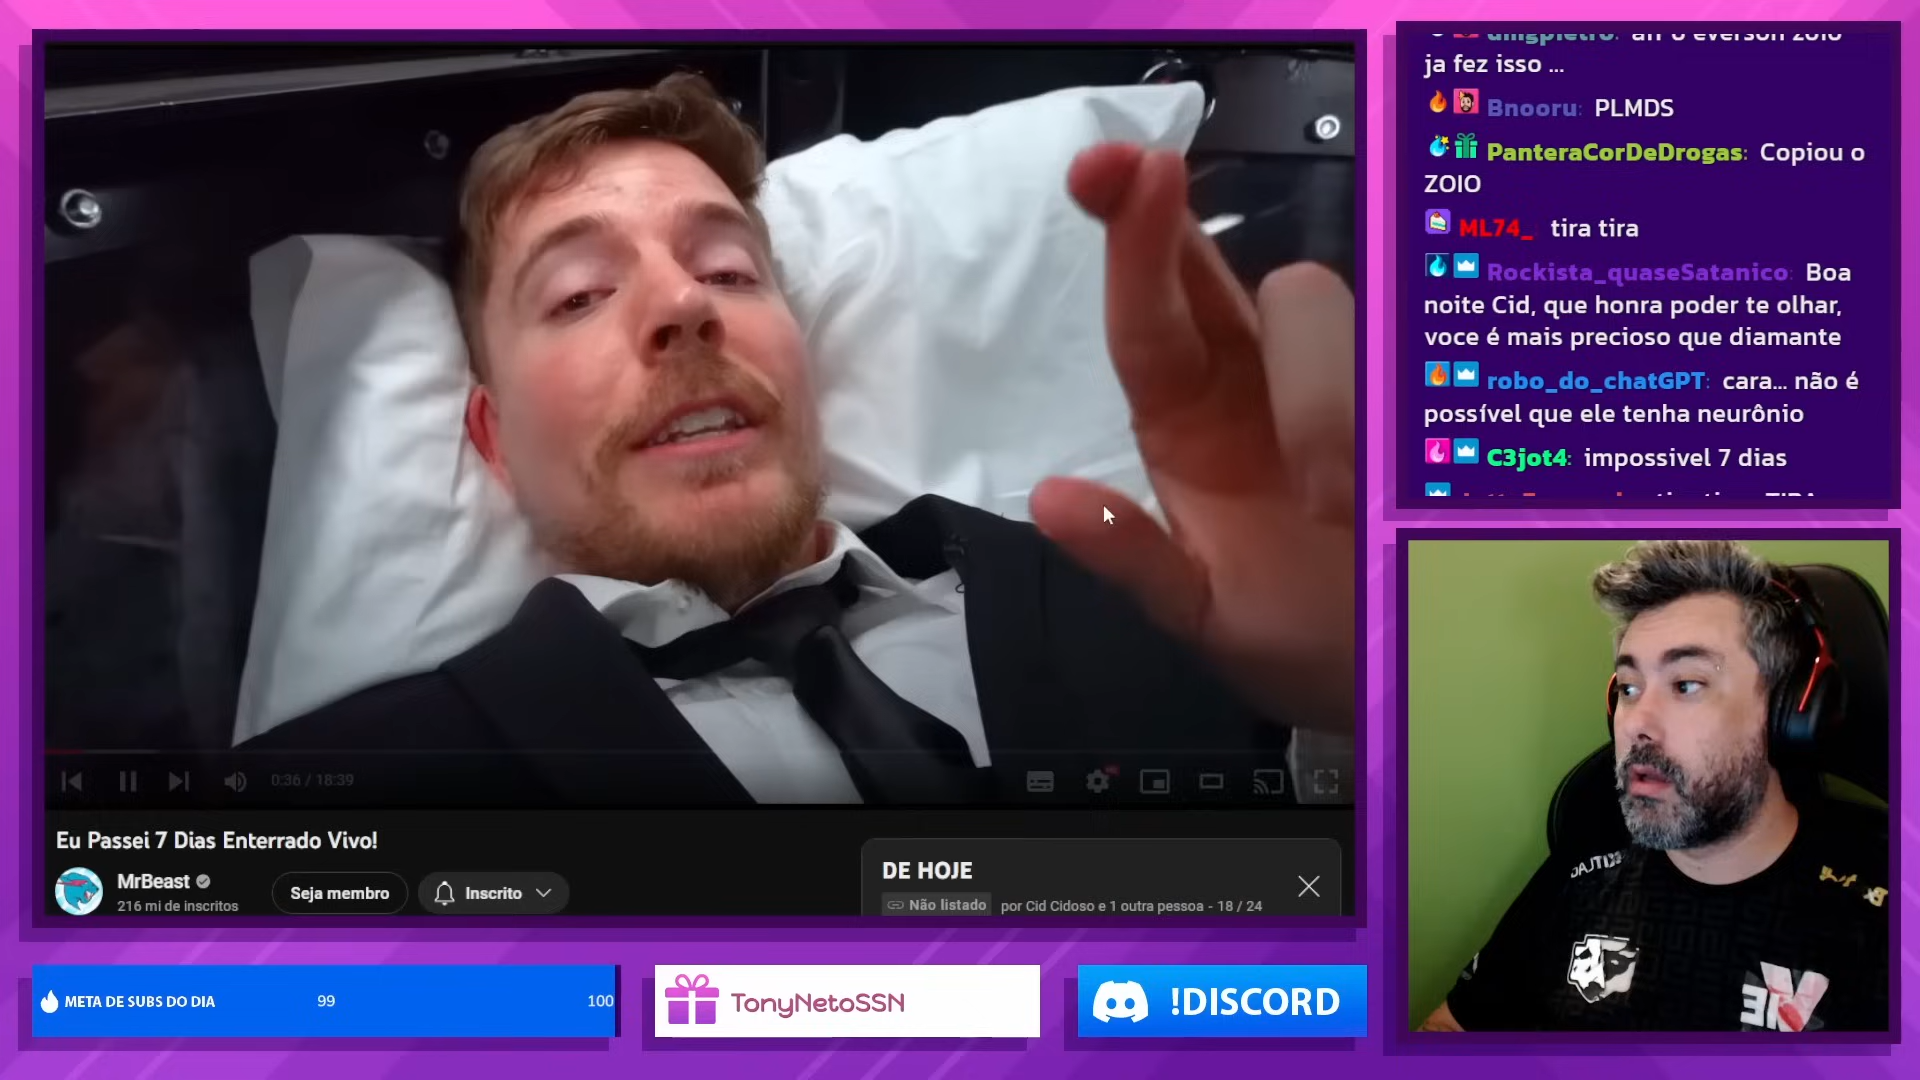 ja fez isso ...
Bnooru: PLMDS
PanteraCorDeDrogas: Copiou o
ZOIO
ML74_ tira tira
Rockista_quaseSatanico: Boa
noite Cid, que honra poder te olhar,
voce é mais precioso que diamante
robo_do_chatGPT: cara... não é
possível que ele tenha neurônio
C3jot4: impossivel 7 dias
0:36 / 18:39
Eu Passei 7 Dias Enterrado Vivo!
MrBeast
216 mi de inscritos
Seja membro
Inscrito
DE HOJE
Não listado por Cid Cidoso e 1 outra pessoa - 18 / 24
META DE SUBS DO DIA 99 100
TonyNetoSSN
!DISCORD